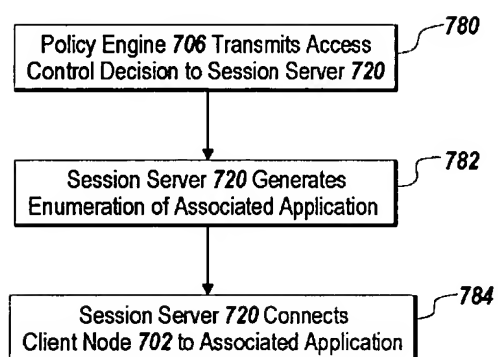 780
Policy Engine 706 Transmits Access
Control Decision to Session Server 720
782
Session Server 720 Generates
Enumeration of Associated Application
784
Session Server 720 Connects
Client Node 702 to Associated Application